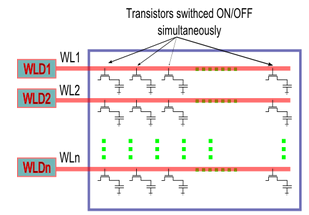 Transistors swithced ON/OFF
simultaneously
WLD1 WL1
WLD2 WL2
WLDn WLn